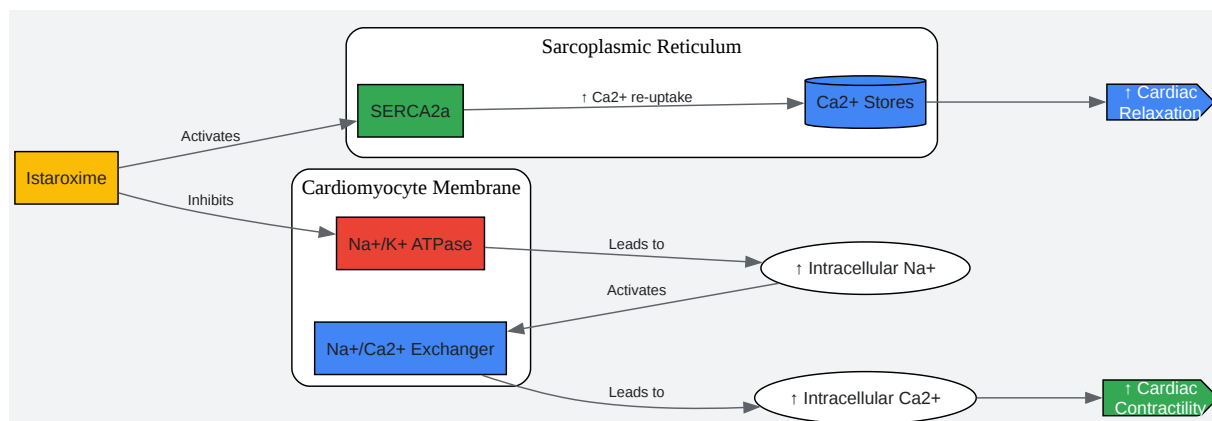 Sarcoplasmic Reticulum
SERCA2a
↑ Ca2+ re-uptake
Ca2+ Stores
↑ Cardiac
Relaxation
Activates
Istaroxime
Inhibits
Cardiomyocyte Membrane
Na+/K+ ATPase
Leads to
↑ Intracellular Na+
Activates
Na+/Ca2+ Exchanger
Leads to
↑ Intracellular Ca2+
↑ Cardiac
Contractility